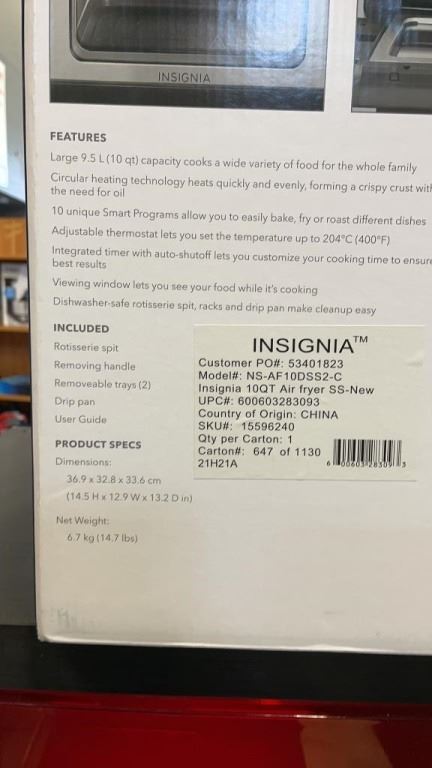 INSIGNIA
FEATURES
Large 9.5 L (10 qt) capacity cooks a wide variety of food for the whole family
Circular heating technology heats quickly and evenly, forming a crispy crust with
the need for oil
10 unique Smart Programs allow you to easily bake, fry or roast different dishes
Adjustable thermostat lets you set the temperature up to 204°C (400°F)
Integrated timer with auto-shutoff lets you customize your cooking time to ensure
best results
Viewing window lets you see your food while it's cooking
Dishwasher-safe rotisserie spit, racks and drip pan make cleanup easy
INCLUDED
Rotisserie spit
Removing handle
Removeable trays (2)
Drip pan
User Guide
PRODUCT SPECS
Dimensions:
36.9 x 32.8 x 33.6 cm
(14.5 H x 12.9 W x 13.2 D in)
Net Weight:
6.7 kg (14.7 lbs)
INSIGNIA™
Customer PO#: 53401823
Model#: NS-AF10DSS2-C
Insignia 10QT Air fryer SS-New
UPC#: 600603283093
Country of Origin: CHINA
SKU#: 15596240
Qty per Carton: 1
Carton#: 647 of 1130
21H21A
6 00603 28309 3